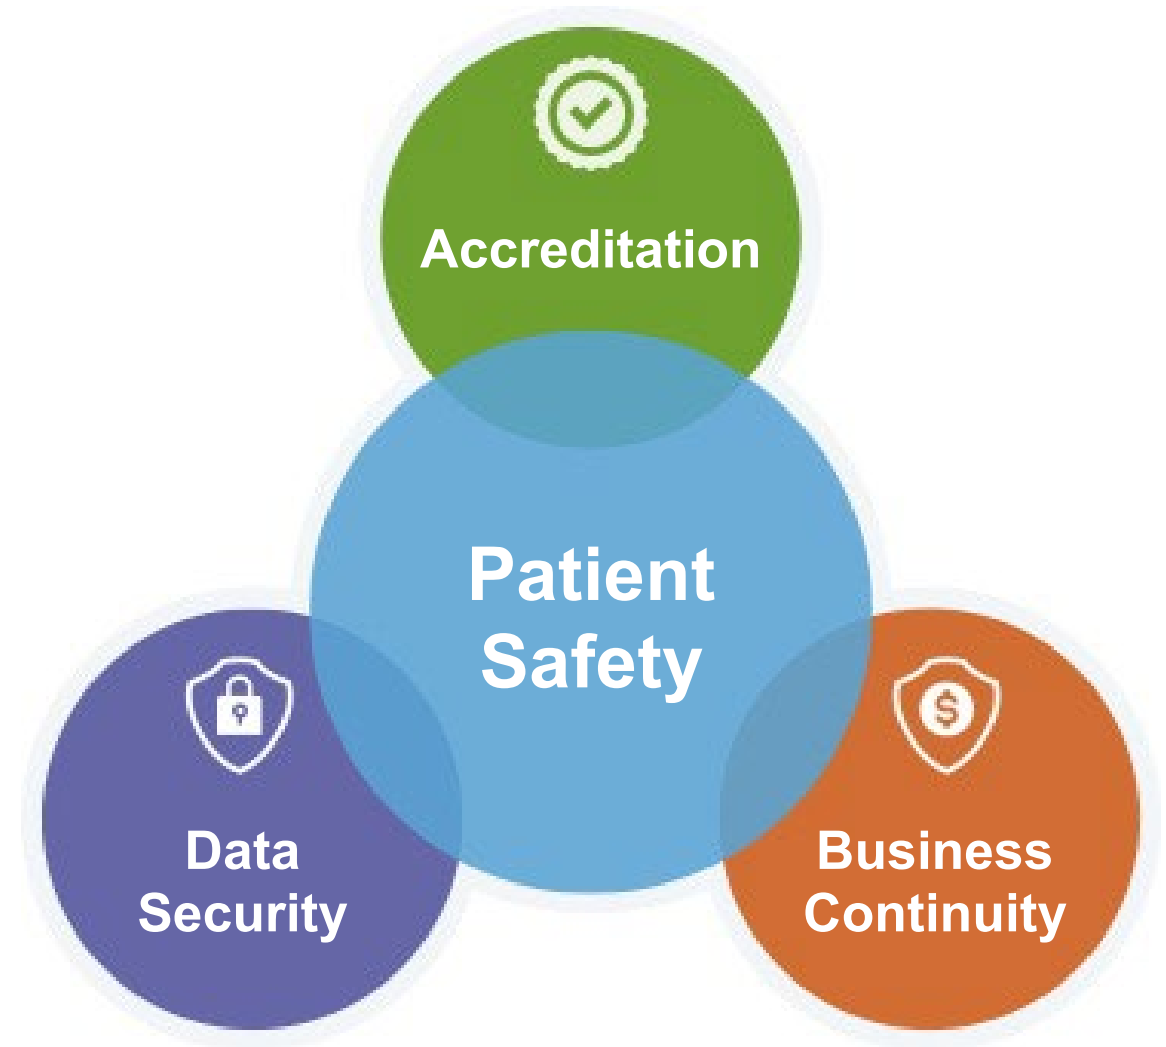 Accreditation
Patient
Safety
Data
Security
$
Business
Continuity